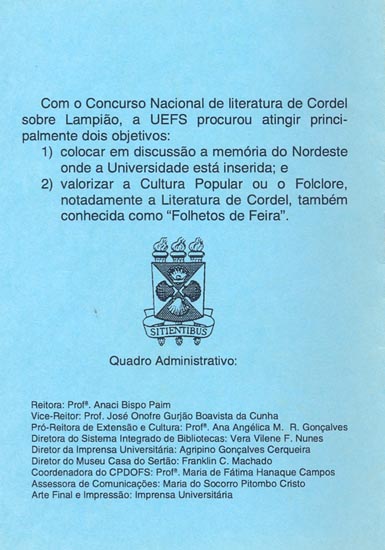 Com o Concurso Nacional de literatura de Cordel
sobre Lampião, a UEFS procurou atingir princi-
palmente dois objetivos:
1) colocar em discussão a memória do Nordeste
onde a Universidade está inserida; e
2) valorizar a Cultura Popular ou o Folclore,
notadamente a Literatura de Cordel, também
conhecida como “Folhetos de Feira”.
SITIENTIBUS
Quadro Administrativo:
Reitora: Profª. Anaci Bispo Paim
Vice-Reitor: Prof. José Onofre Gurjão Boavista da Cunha
Pró-Reitora de Extensão e Cultura: Profª. Ana Angélica M. R. Gonçalves
Diretora do Sistema Integrado de Bibliotecas: Vera Vilene F. Nunes
Diretor da Imprensa Universitária: Agripino Gonçalves Cerqueira
Diretor do Museu Casa do Sertão: Franklin C. Machado
Coordenadora do CPDOFS: Profª. Maria de Fátima Hanaque Campos
Assessora de Comunicações: Maria do Socorro Pitombo Cristo
Arte Final e Impressão: Imprensa Universitária